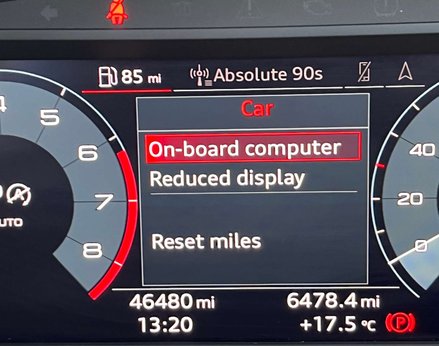 85 mi
Absolute 90s
Car
On-board computer
Reduced display
Reset miles
5
6
7
8
40
20
0
AUTO
46480 mi
6478.4 mi
13:20
+17.5 °C
P